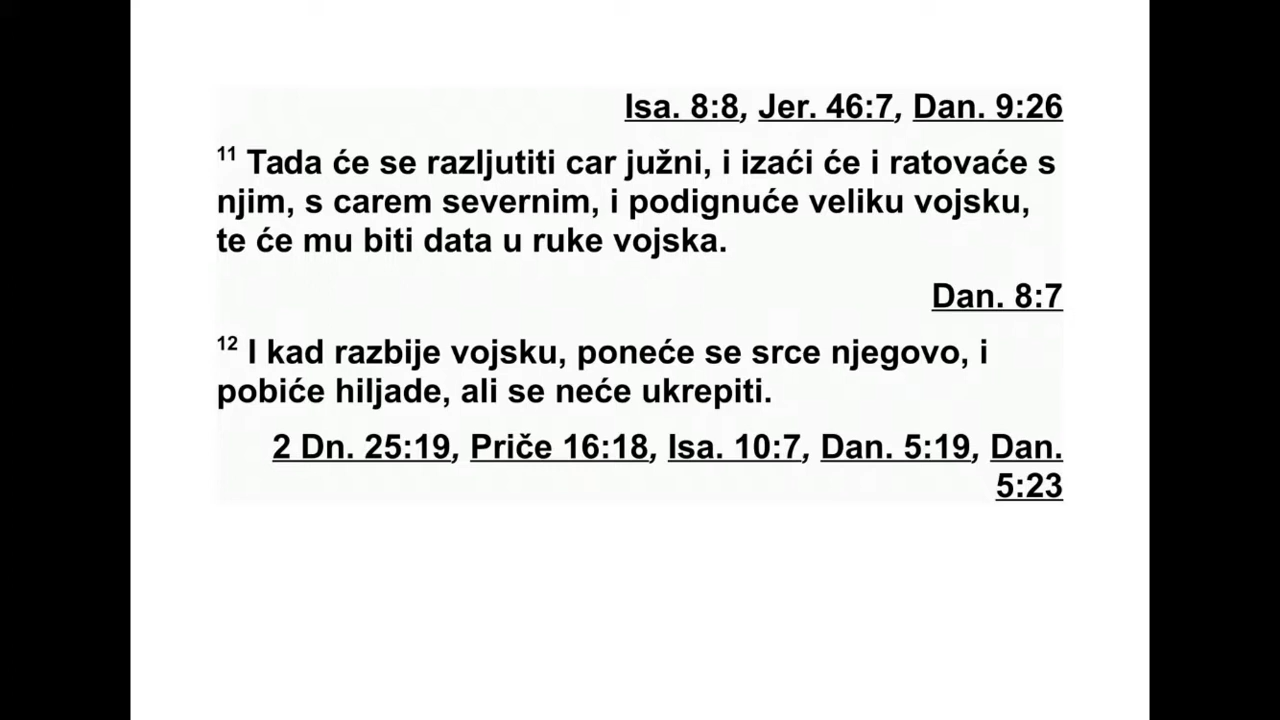 Isa. 8:8, Jer. 46:7, Dan. 9:26
11 Tada će se razljutiti car južni, i izaći će i ratovaće s
njim, s carem severnim, i podignuće veliku vojsku,
te će mu biti data u ruke vojska.
Dan. 8:7
12 I kad razbije vojsku, poneće se srce njegovo, i
pobiće hiljade, ali se neće ukrepiti.
2 Dn. 25:19, Priče 16:18, Isa. 10:7, Dan. 5:19, Dan.
5:23